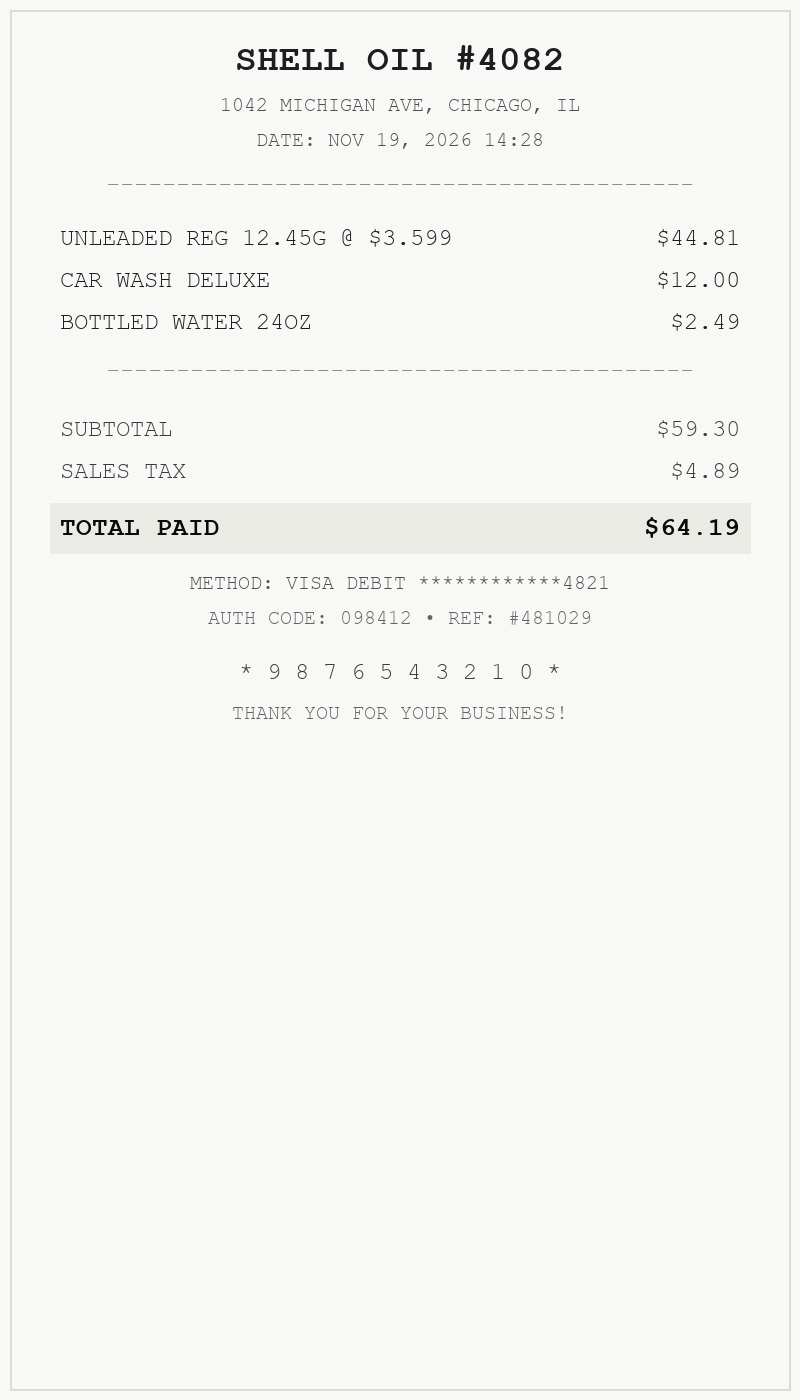 SHELL OIL #4082
1042 MICHIGAN AVE, CHICAGO, IL
DATE: NOV 19, 2026 14:28
------------------------------------------
UNLEADED REG 12.45G @ $3.599 $44.81
CAR WASH DELUXE $12.00
BOTTLED WATER 24OZ $2.49
------------------------------------------
SUBTOTAL $59.30
SALES TAX $4.89
TOTAL PAID $64.19
METHOD: VISA DEBIT ************4821
AUTH CODE: 098412 • REF: #481029
* 9 8 7 6 5 4 3 2 1 0 *
THANK YOU FOR YOUR BUSINESS!